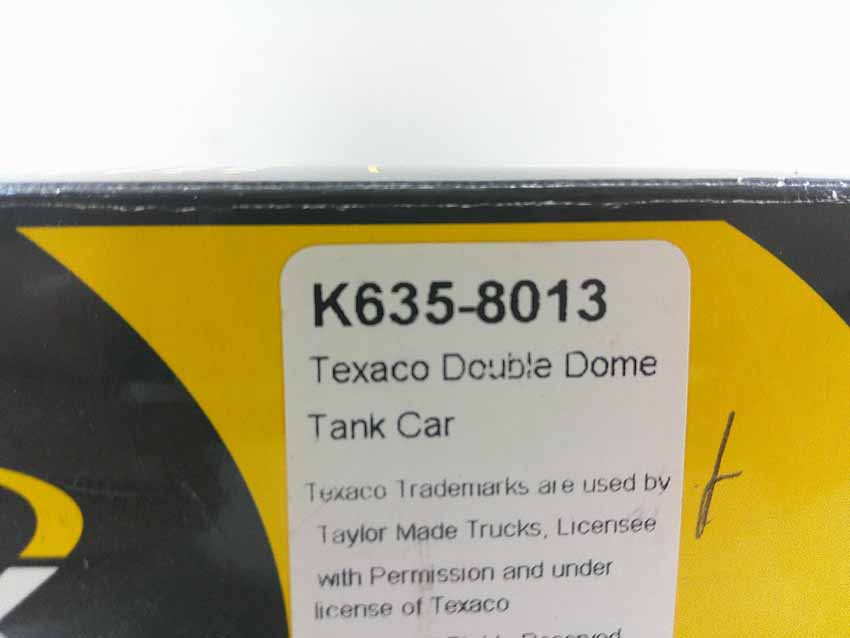 K635-8013
Texaco Double Dome
Tank Car
Texaco Trademarks are used by
Taylor Made Trucks, Licensee
with Permission and under
license of Texaco
Reserved